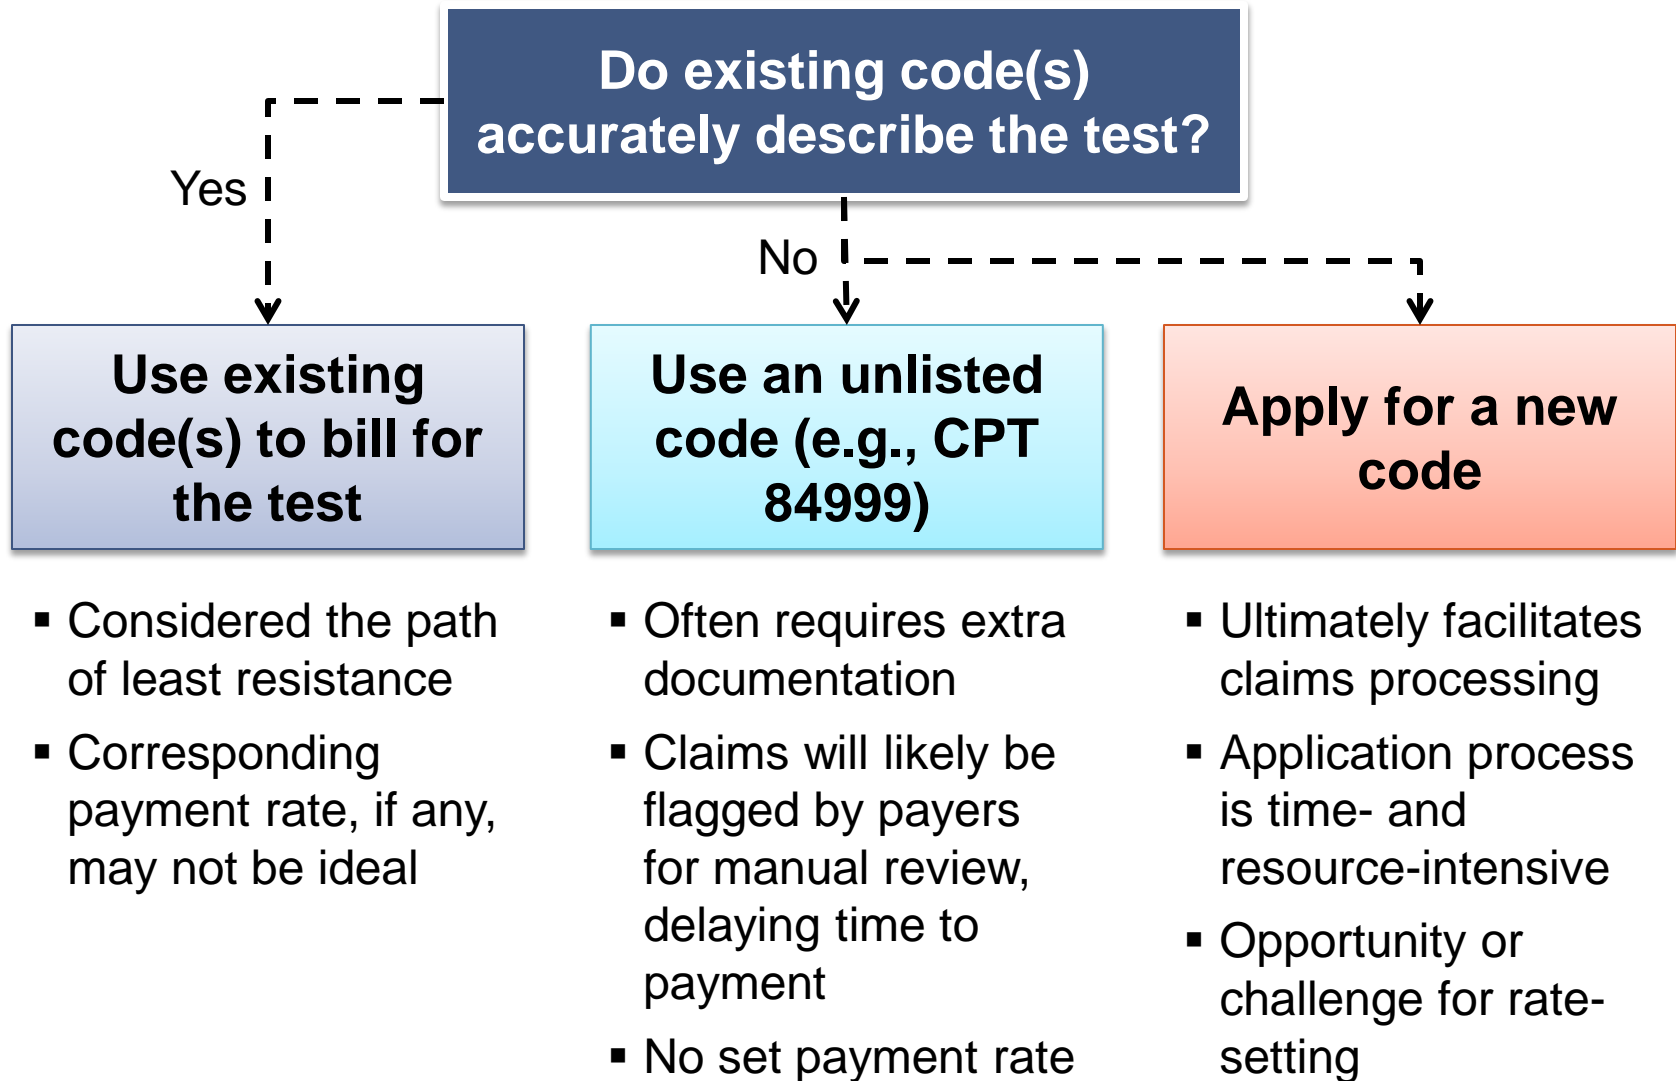 Do existing code(s)
accurately describe the test?
Yes
No
Use existing
code(s) to bill for
the test
Use an unlisted
code (e.g., CPT
84999)
Apply for a new
code
▪ Considered the path
of least resistance
▪ Corresponding
payment rate, if any,
may not be ideal
▪ Often requires extra
documentation
▪ Claims will likely be
flagged by payers
for manual review,
delaying time to
payment
▪ No set payment rate
▪ Ultimately facilitates
claims processing
▪ Application process
is time- and
resource-intensive
▪ Opportunity or
challenge for rate-
setting